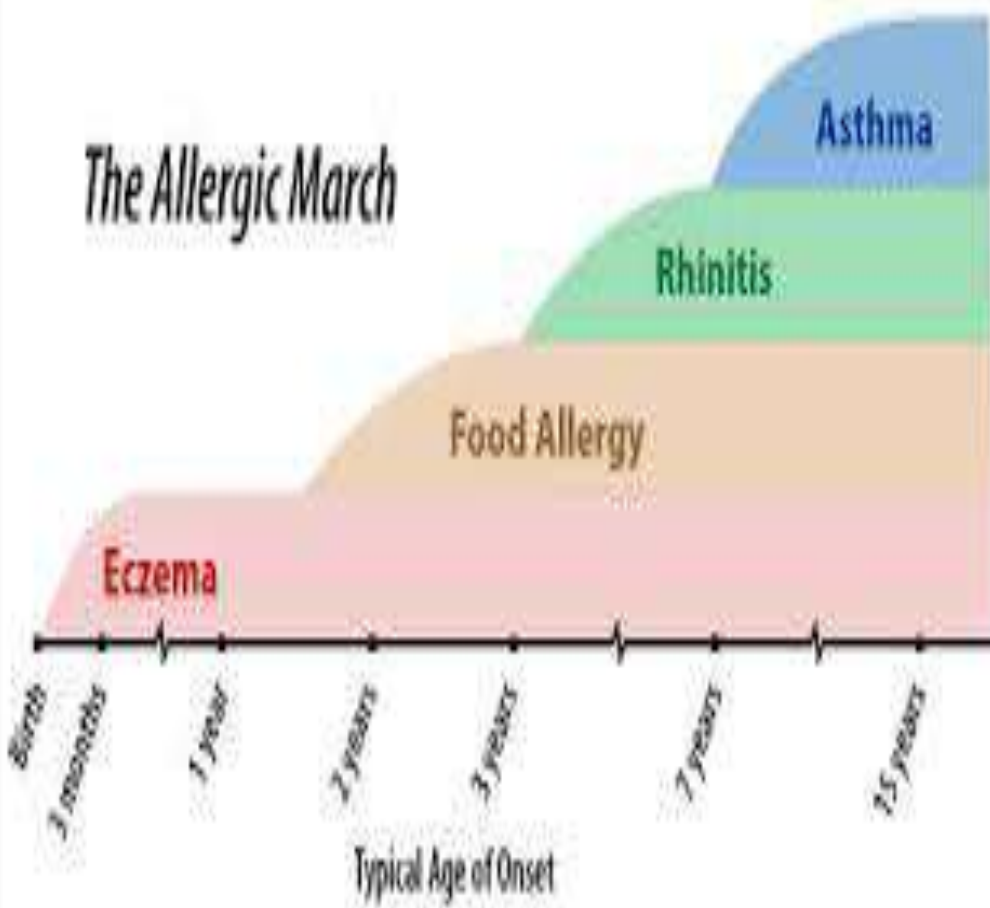 The Allergic March
Asthma
Rhinitis
Food Allergy
Eczema
Birth
3 months
1 year
2 years
3 years
7 years
15 years
Typical Age of Onset